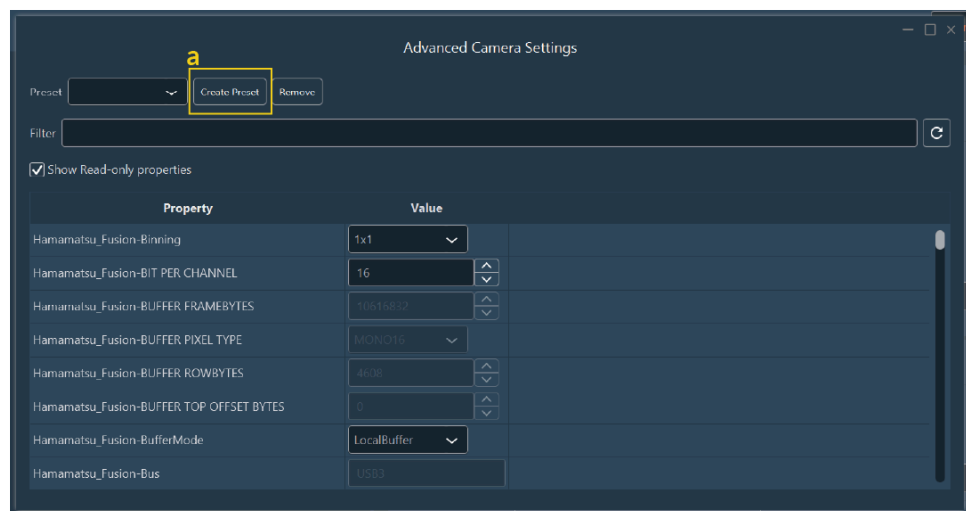 Advanced Camera Settings
a
Preset Create Preset Remove
Filter
Show Read-only properties
Property Value
Hamamatsu_Fusion-Binning 1x1
Hamamatsu_Fusion-BIT PER CHANNEL 16
Hamamatsu_Fusion-BUFFER FRAMEBYTES 10616832
Hamamatsu_Fusion-BUFFER PIXEL TYPE MONO16
Hamamatsu_Fusion-BUFFER ROWBYTES 4608
Hamamatsu_Fusion-BUFFER TOP OFFSET BYTES 0
Hamamatsu_Fusion-BufferMode LocalBuffer
Hamamatsu_Fusion-Bus USB3